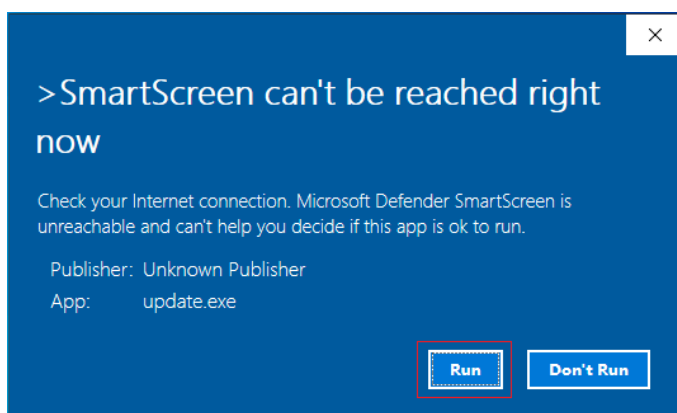 >SmartScreen can't be reached right
now
Check your Internet connection. Microsoft Defender SmartScreen is
unreachable and can't help you decide if this app is ok to run.
Publisher: Unknown Publisher
App: update.exe
Run Don't Run